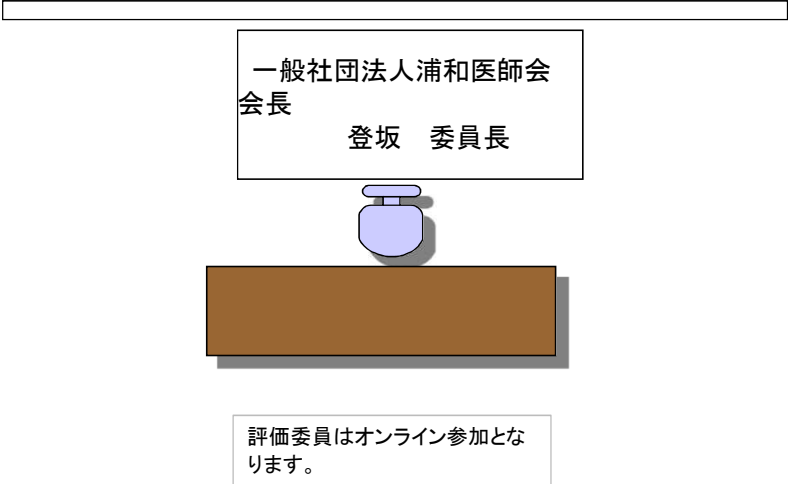 一般社団法人浦和医師会
会長
登坂　委員長
評価委員はオンライン参加とな
ります。